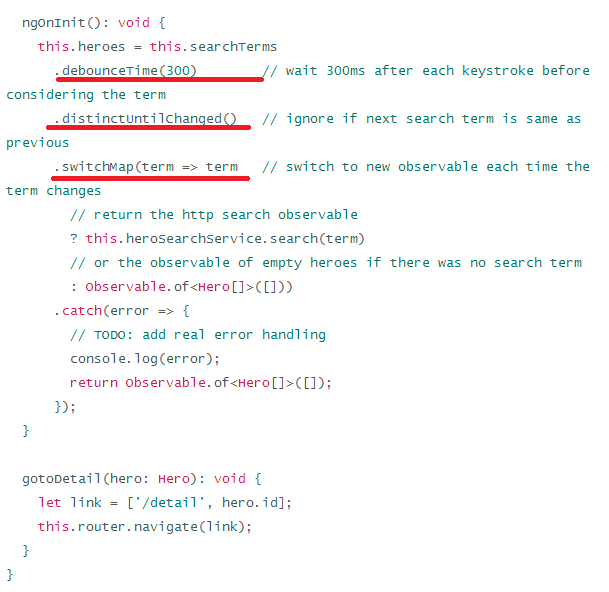 ngOnInit(): void {
this.heroes = this.searchTerms
.debounceTime(300) // wait 300ms after each keystroke before
considering the term
.distinctUntilChanged() // ignore if next search term is same as
previous
.switchMap(term => term // switch to new observable each time the
term changes
// return the http search observable
? this.heroSearchService.search(term)
// or the observable of empty heroes if there was no search term
: Observable.of<Hero[]>([]))
.catch(error => {
// TODO: add real error handling
console.log(error);
return Observable.of<Hero[]>([]);
});
}
gotoDetail(hero: Hero): void {
let link = ['/detail', hero.id];
this.router.navigate(link);
}
}